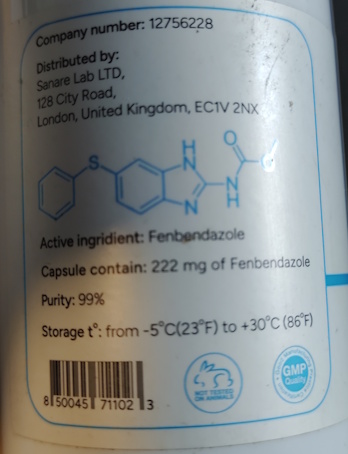 Company number: 12756228
Distributed by:
Sanare Lab LTD,
128 City Road,
London, United Kingdom, EC1V 2NX
H
N
S
O
N
N
H
Active ingridient: Fenbendazole
Capsule contain: 222 mg of Fenbendazole
Purity: 99%
Storage t°: from -5°C(23°F) to +30°C (86°F)
8 50045 71102 3
NOT TESTED
ON ANIMALS
GMP
Quality